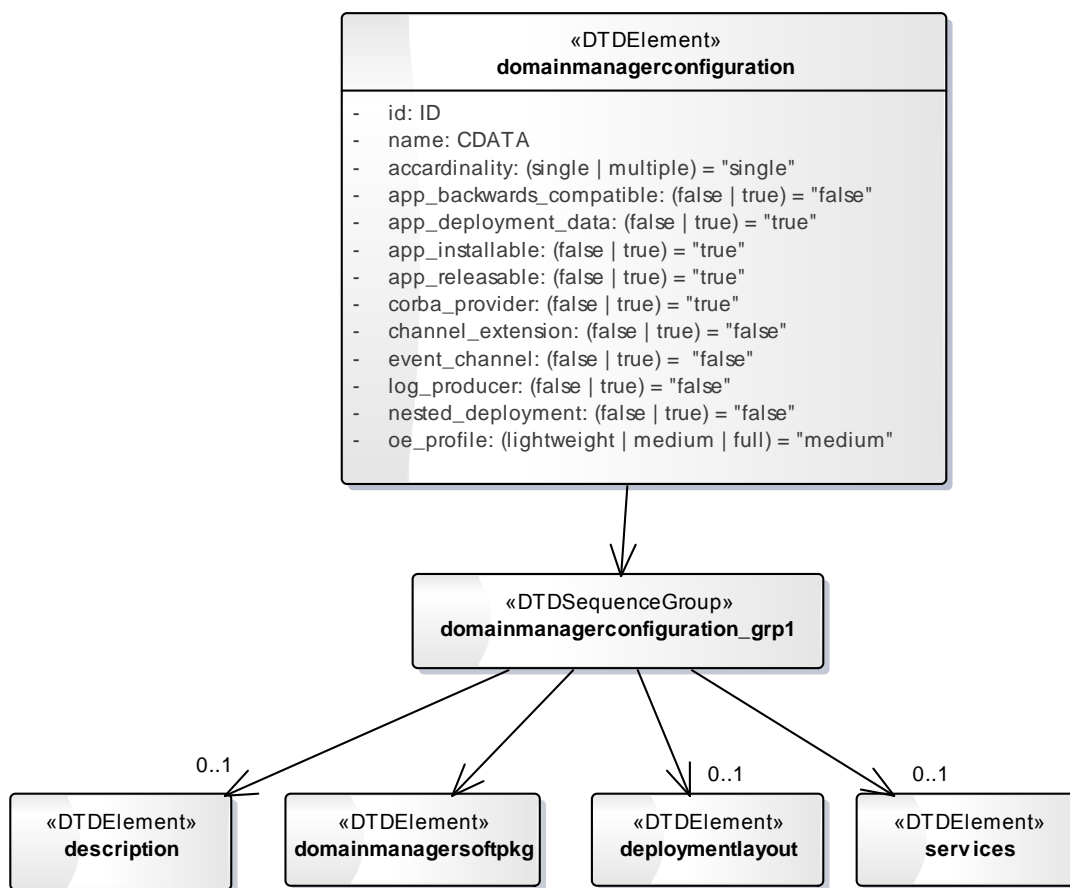 «DTDElement»
domainmanagerconfiguration
- id: ID
- name: CDATA
- accardinality: (single | multiple) = "single"
- app_backwards_compatible: (false | true) = "false"
- app_deployment_data: (false | true) = "true"
- app_installable: (false | true) = "true"
- app_releasable: (false | true) = "true"
- corba_provider: (false | true) = "true"
- channel_extension: (false | true) = "false"
- event_channel: (false | true) = "false"
- log_producer: (false | true) = "false"
- nested_deployment: (false | true) = "false"
- oe_profile: (lightweight | medium | full) = "medium"
«DTDSequenceGroup»
domainmanagerconfiguration_grp1
0..1
0..1
0..1
«DTDElement»
description
«DTDElement»
domainmanagersoftpkg
«DTDElement»
deploymentlayout
«DTDElement»
services